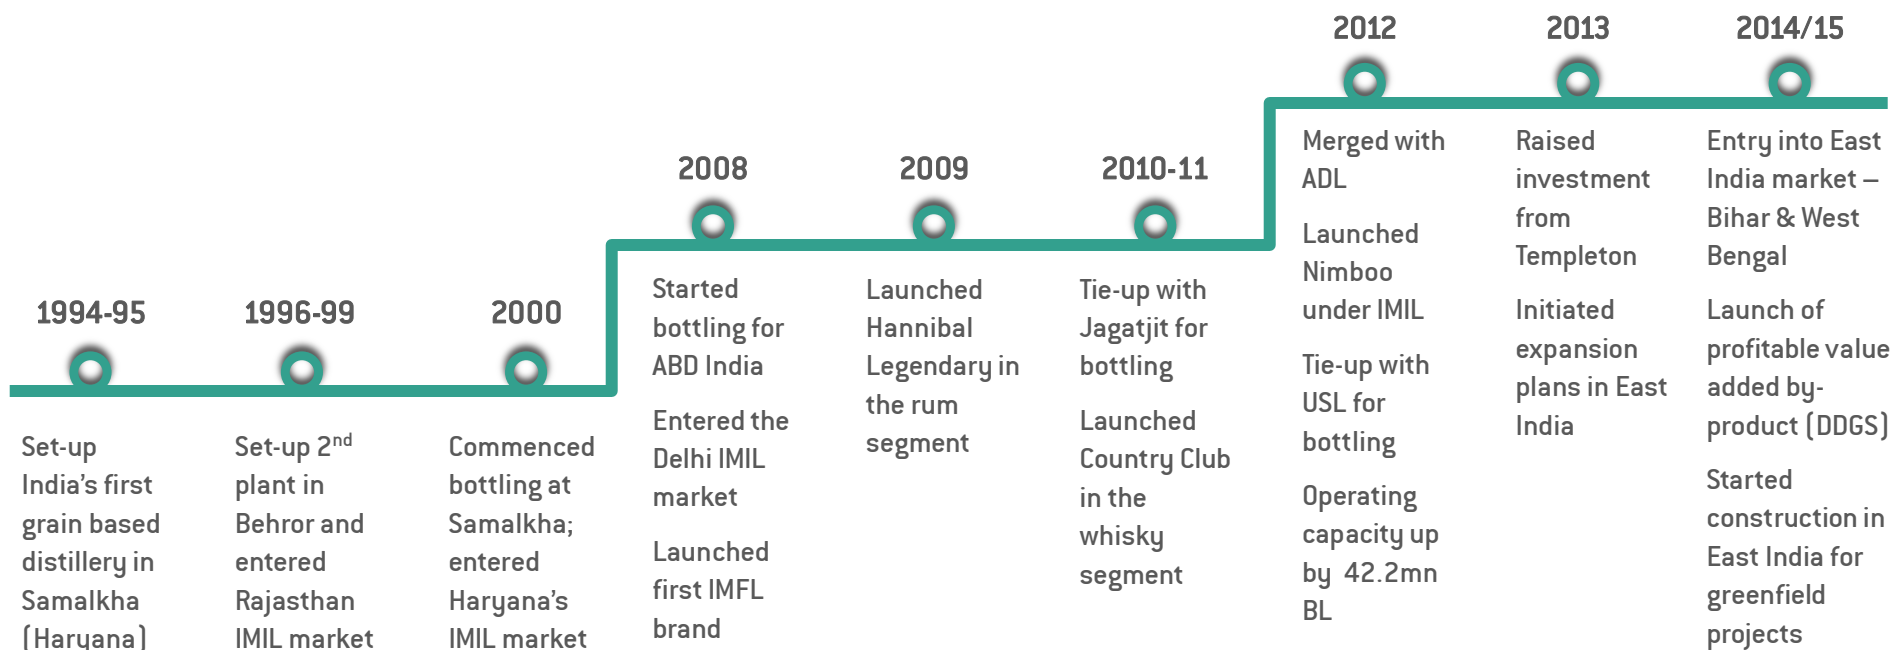 1994-95
Set-up
India’s first
grain based
distillery in
Samalkha
(Haryana)
1996-99
Set-up 2nd
plant in
Behror and
entered
Rajasthan
IMIL market
2000
Commenced
bottling at
Samalkha;
entered
Haryana’s
IMIL market
2008
Started
bottling for
ABD India
Entered the
Delhi IMIL
market
Launched
first IMFL
brand
2009
Launched
Hannibal
Legendary in
the rum
segment
2010-11
Tie-up with
Jagatjit for
bottling
Launched
Country Club
in the
whisky
segment
2012
Merged with
ADL
Launched
Nimboo
under IMIL
Tie-up with
USL for
bottling
Operating
capacity up
by 42.2mn
BL
2013
Raised
investment
from
Templeton
Initiated
expansion
plans in East
India
2014/15
Entry into East
India market –
Bihar & West
Bengal
Launch of
profitable value
added by-
product (DDGS)
Started
construction in
East India for
greenfield
projects